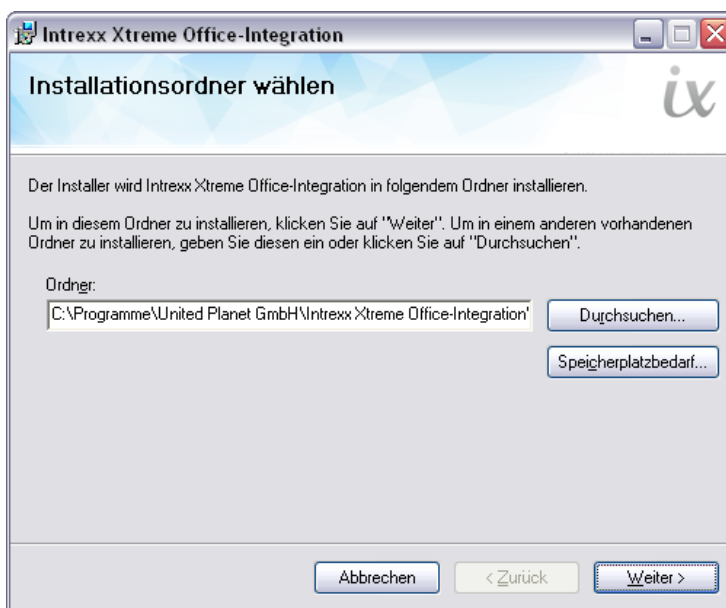 Intrexx Xtreme Office-Integration
Installationsordner wählen
ix
Der Installer wird Intrexx Xtreme Office-Integration in folgendem Ordner installieren.
Um in diesem Ordner zu installieren, klicken Sie auf "Weiter". Um in einem anderen vorhandenen
Ordner zu installieren, geben Sie diesen ein oder klicken Sie auf "Durchsuchen".
Ordner:
C:\Programme\United Planet GmbH\Intrexx Xtreme Office-Integration\
Durchsuchen...
Speicherplatzbedarf...
Abbrechen
< Zurück
Weiter >